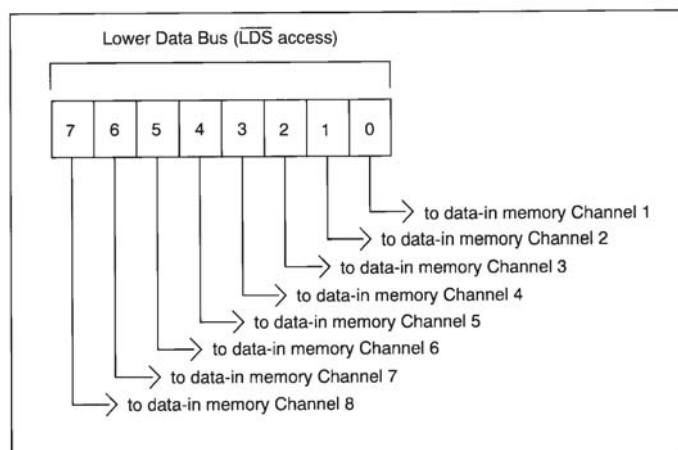 Lower Data Bus (LDS access)
7 6 5 4 3 2 1 0
to data-in memory Channel 1
to data-in memory Channel 2
to data-in memory Channel 3
to data-in memory Channel 4
to data-in memory Channel 5
to data-in memory Channel 6
to data-in memory Channel 7
to data-in memory Channel 8